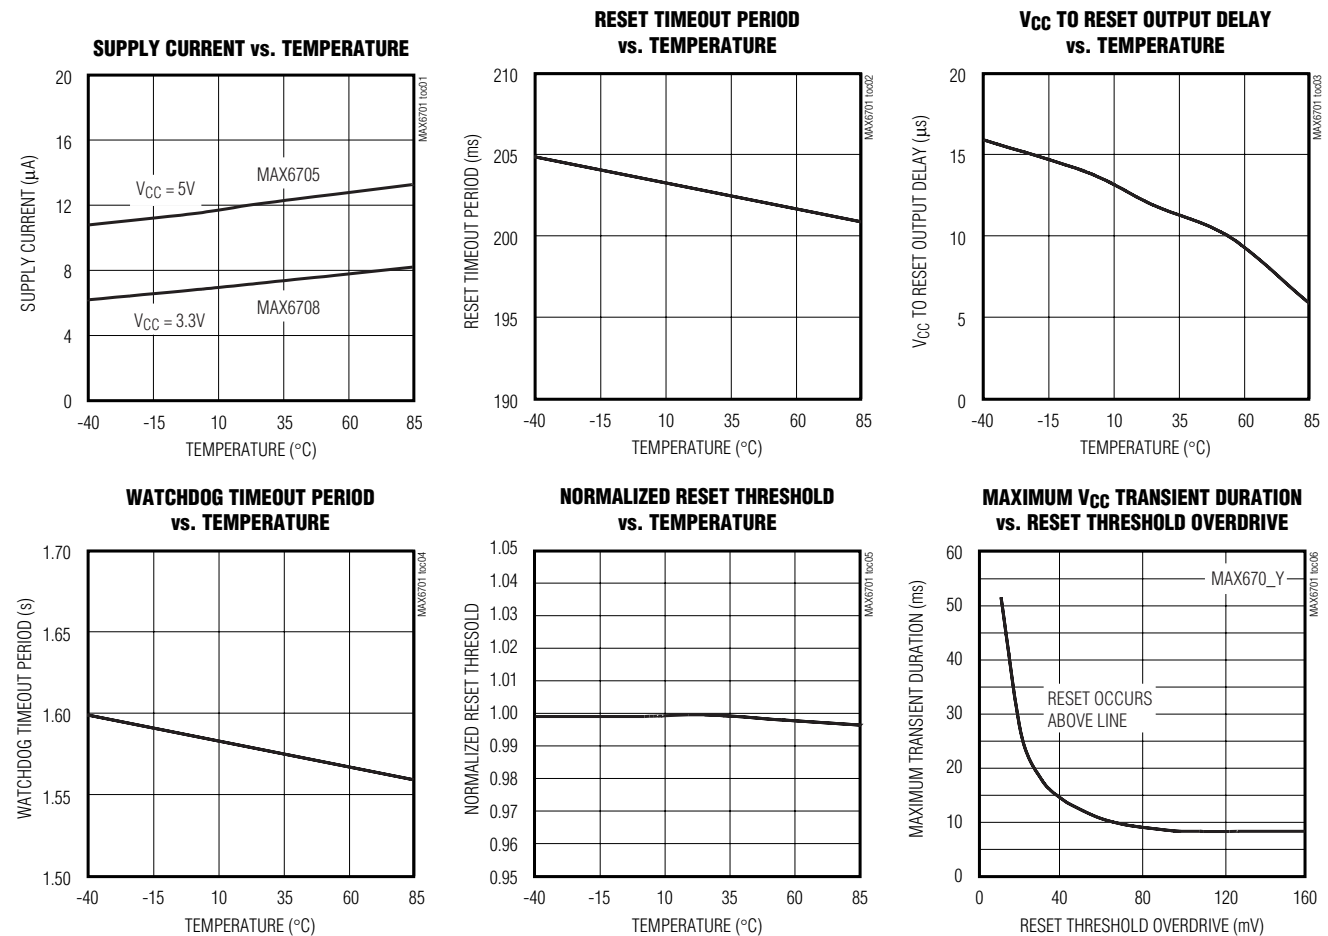 SUPPLY CURRENT vs. TEMPERATURE
MAX6701 toc01
SUPPLY CURRENT (µA)
20
16
12
8
4
0
VCC = 5V
MAX6705
MAX6708
VCC = 3.3V
-40 -15 10 35 60 85
TEMPERATURE (°C)
RESET TIMEOUT PERIOD
vs. TEMPERATURE
MAX6701 toc02
RESET TIMEOUT PERIOD (ms)
210
205
200
195
190
-40 -15 10 35 60 85
TEMPERATURE (°C)
VCC TO RESET OUTPUT DELAY
vs. TEMPERATURE
MAX6701 toc03
VCC TO RESET OUTPUT DELAY (µs)
20
15
10
5
0
-40 -15 10 35 60 85
TEMPERATURE (°C)
WATCHDOG TIMEOUT PERIOD
vs. TEMPERATURE
MAX6701 toc04
WATCHDOG TIMEOUT PERIOD (s)
1.70
1.65
1.60
1.55
1.50
-40 -15 10 35 60 85
TEMPERATURE (°C)
NORMALIZED RESET THRESHOLD
vs. TEMPERATURE
MAX6701 toc05
NORMALIZED RESET THRESOLD
1.05
1.04
1.03
1.02
1.01
1.00
0.99
0.98
0.97
0.96
0.95
-40 -15 10 35 60 85
TEMPERATURE (°C)
MAXIMUM VCC TRANSIENT DURATION
vs. RESET THRESHOLD OVERDRIVE
MAX6701 toc06
MAXIMUM TRANSIENT DURATION (ms)
60
50
40
30
20
10
0
MAX670_Y
RESET OCCURS
ABOVE LINE
0 40 80 120 160
RESET THRESHOLD OVERDRIVE (mV)